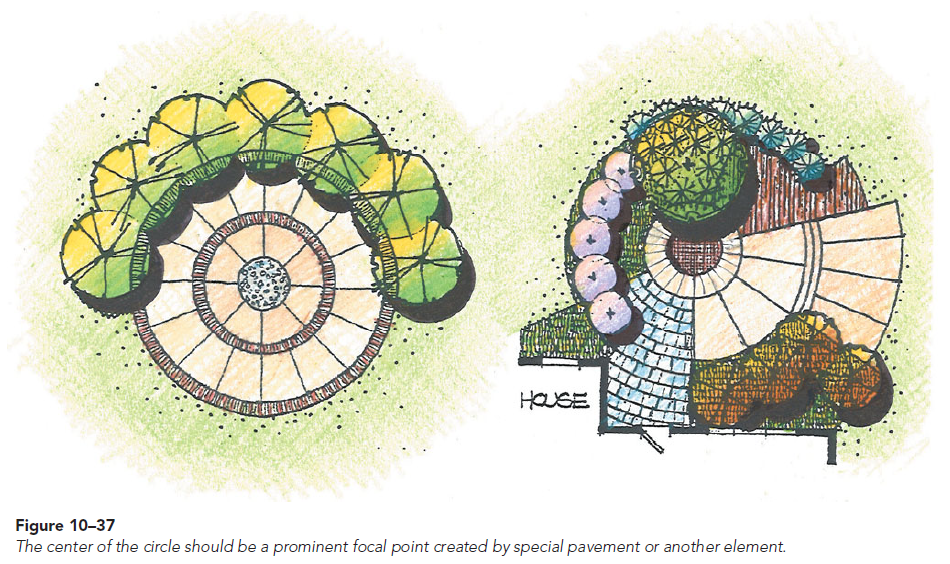 HOUSE
Figure 10–37
The center of the circle should be a prominent focal point created by special pavement or another element.